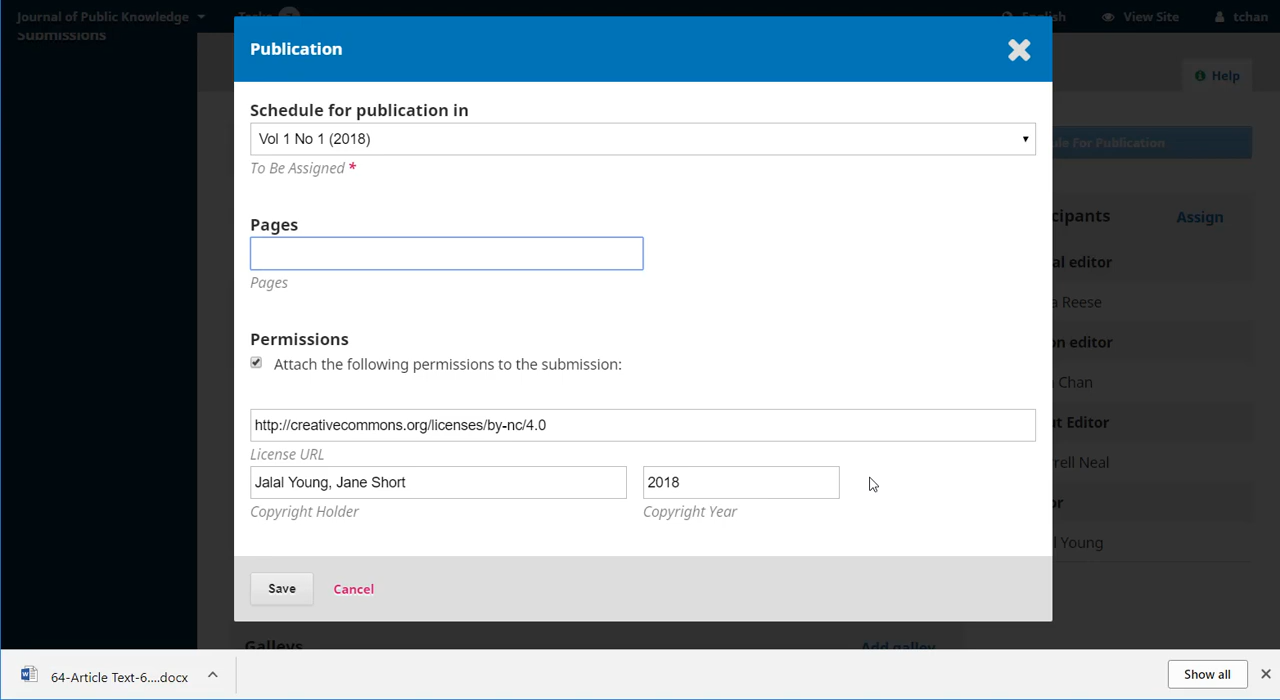 Journal of Public Knowledge
Tasks
English
View Site
tchan
Submissions
Publication
Help
Schedule for publication in
Vol 1 No 1 (2018)
To Be Assigned *
le For Publication
Pages
Pages
cipants
Assign
al editor
a Reese
on editor
Chan
ut Editor
rell Neal
or
l Young
Permissions
Attach the following permissions to the submission:
http://creativecommons.org/licenses/by-nc/4.0
License URL
Jalal Young, Jane Short
2018
Copyright Holder
Copyright Year
Save
Cancel
Galleys
Add galley
64-Article Text-6....docx
Show all